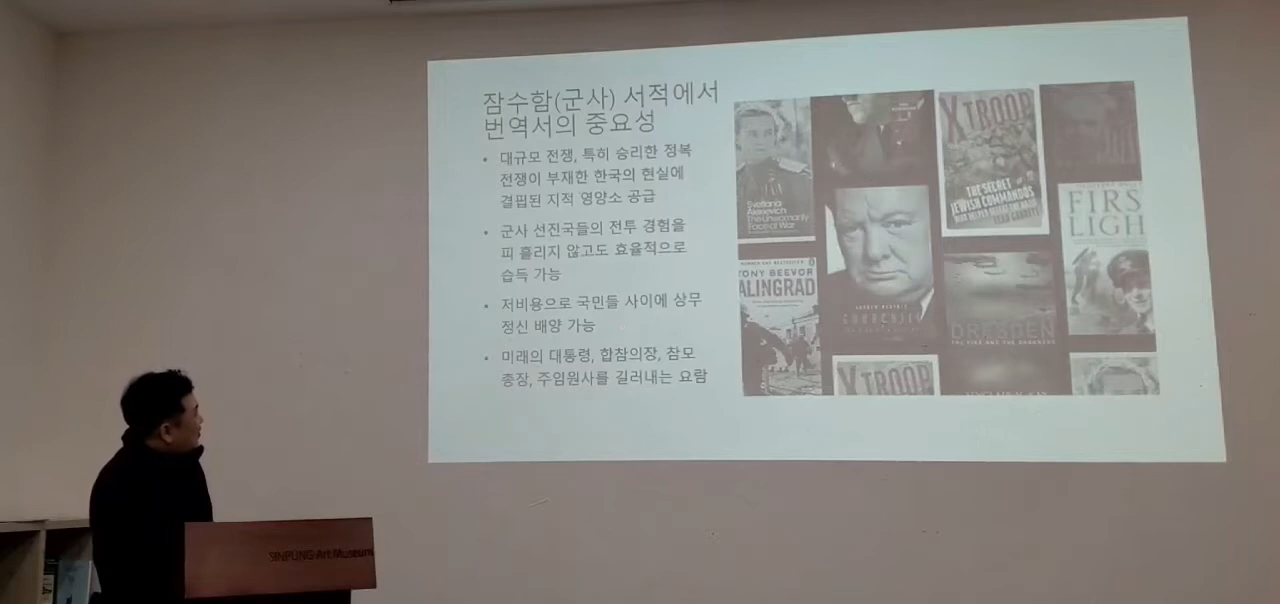 잠수함(군사) 서적에서
번역서의 중요성
• 대규모 전쟁, 특히 승리한 정복
전쟁이 부재한 한국의 현실에
결핍된 지적 영양소 공급
• 군사 선진국들의 전투 경험을
피 흘리지 않고도 효율적으로
습득 가능
• 저비용으로 국민들 사이에 상무
정신 배양 가능
• 미래의 대통령, 합참의장, 참모
총장, 주임원사를 길러내는 요람
Svetlana
Alexievich
The Unwomanly
Face of War
TONY BEEVOR
ALINGRAD
CHURCHILL
X TROOP
THE SECRET
JEWISH COMMANDOS
DRESDEN
THE FIRE AND THE DARKNESS
FIRS
LIGH
X TROOP
SINPUNG Art Museum